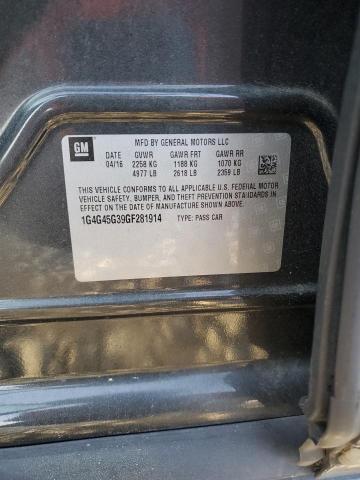 GM
MFD BY GENERAL MOTORS LLC
DATE GVWR GAWR FRT GAWR RR
04/16 2258 KG 1188 KG 1070 KG
4977 LB 2618 LB 2359 LB
THIS VEHICLE CONFORMS TO ALL APPLICABLE U.S. FEDERAL MOTOR
VEHICLE SAFETY, BUMPER, AND THEFT PREVENTION STANDARDS IN
EFFECT ON THE DATE OF MANUFACTURE SHOWN ABOVE.
1G4G45G39GF281914 TYPE: PASS CAR